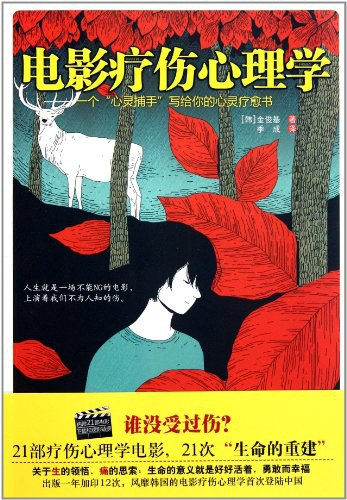 电影疗伤心理学
一个“心灵捕手”写给你的心灵疗愈书
[韩]金俊基 著
李成 译
人生就是一场不能NG的电影，
上演着我们不为人知的伤。
谁没受过伤?
21部疗伤心理学电影，21次“生命的重建”
关于生的领悟，痛的思索：生命的意义就是好好活着，勇敢而幸福
出版一年加印12次，风靡韩国的电影疗伤心理学首次登陆中国